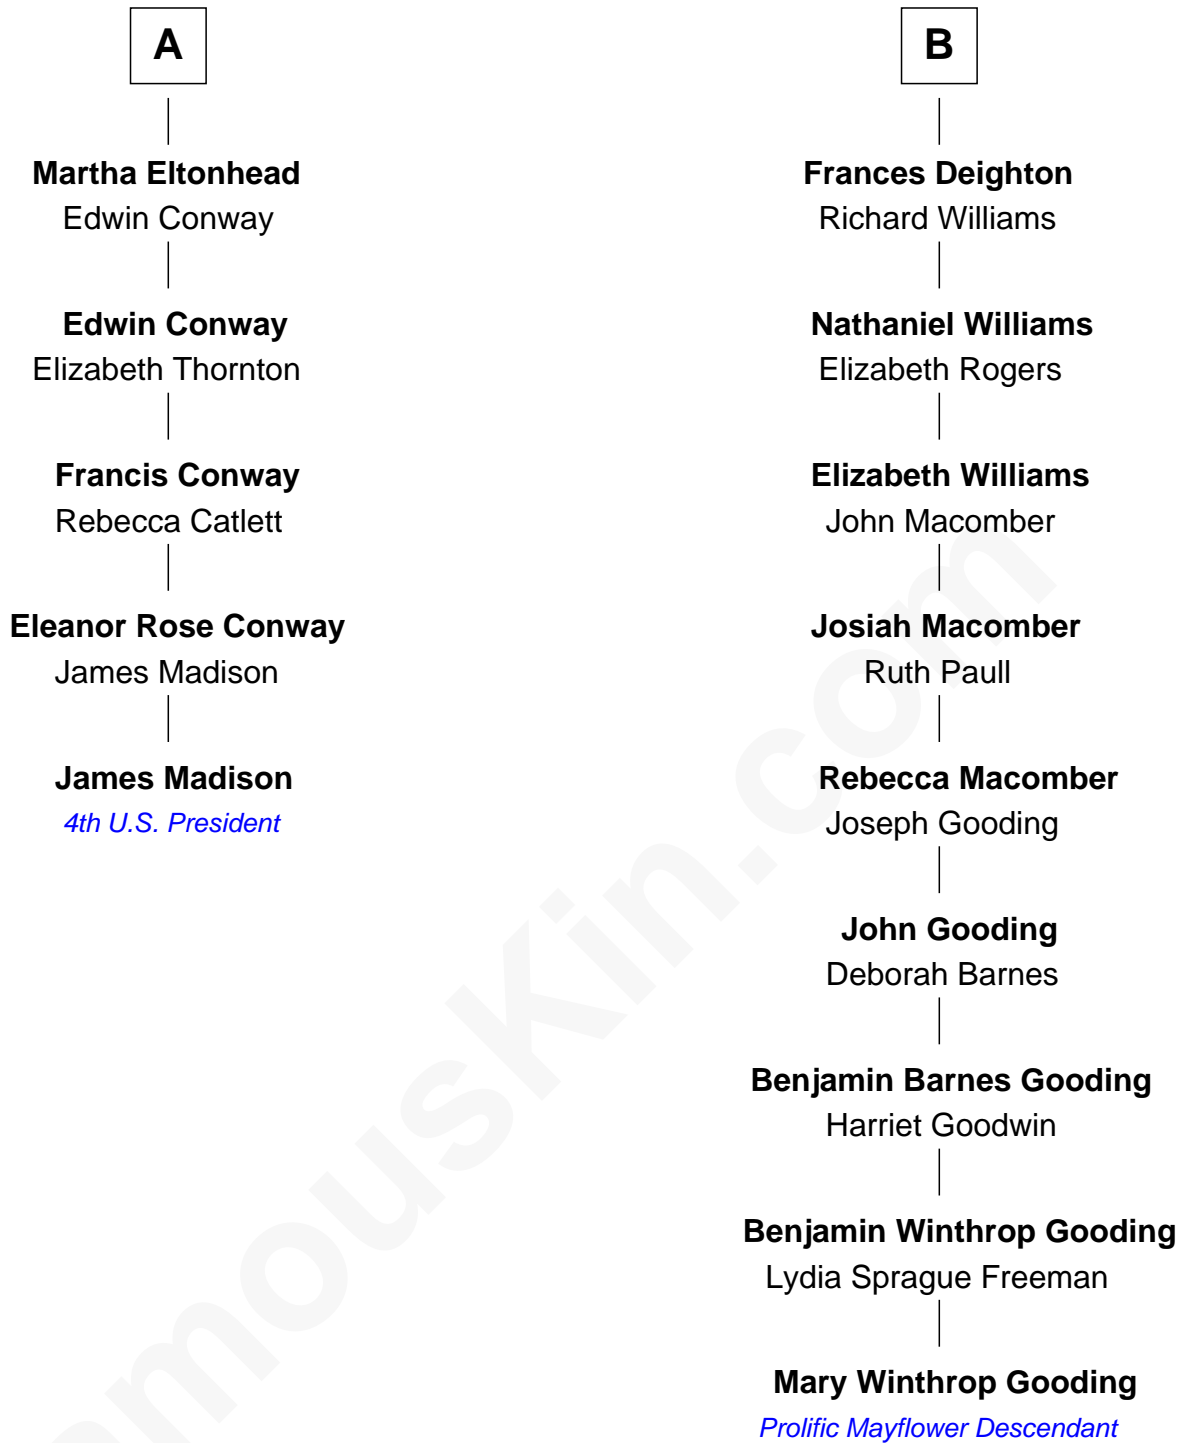 A
Martha Eltonhead
Edwin Conway
Edwin Conway
Elizabeth Thornton
Francis Conway
Rebecca Catlett
Eleanor Rose Conway
James Madison
James Madison
4th U.S. President
B
Frances Deighton
Richard Williams
Nathaniel Williams
Elizabeth Rogers
Elizabeth Williams
John Macomber
Josiah Macomber
Ruth Paull
Rebecca Macomber
Joseph Gooding
John Gooding
Deborah Barnes
Benjamin Barnes Gooding
Harriet Goodwin
Benjamin Winthrop Gooding
Lydia Sprague Freeman
Mary Winthrop Gooding
Prolific Mayflower Descendant
amouskin.com